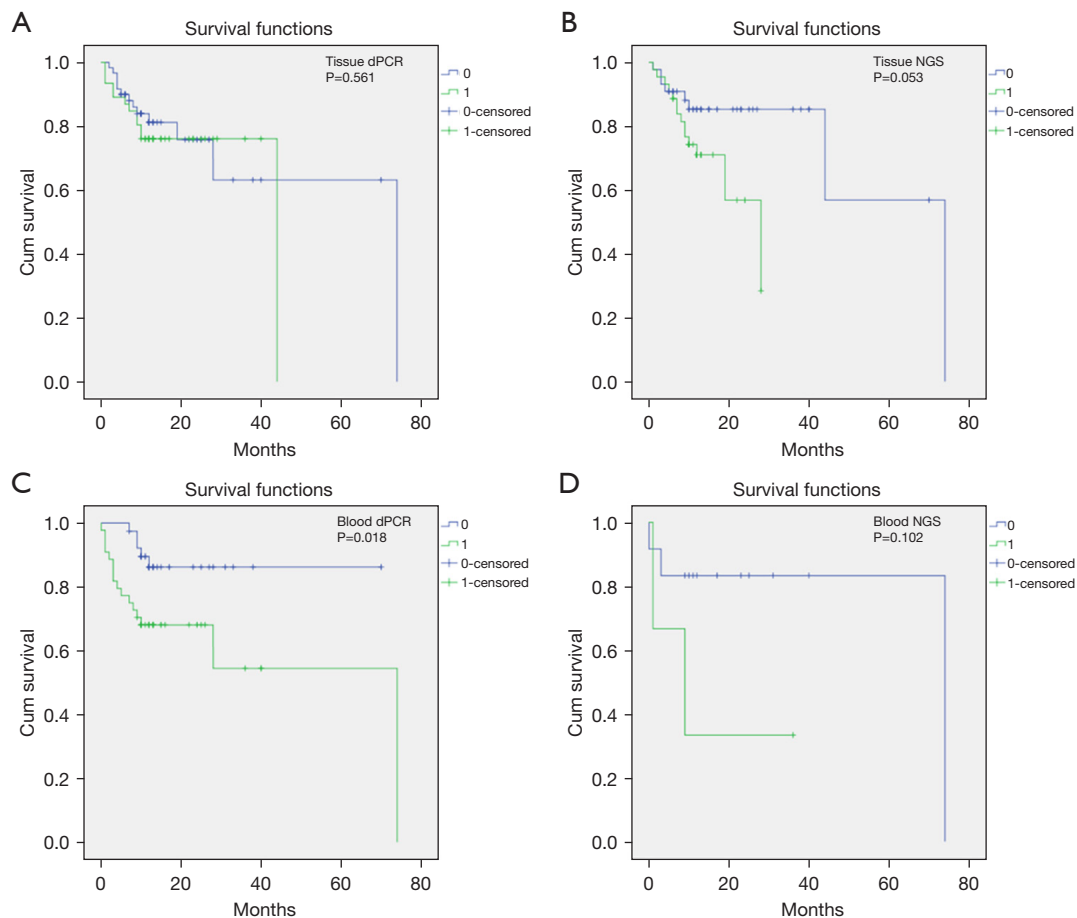 A
Survival functions
Tissue dPCR
P=0.561
0
1
0-censored
1-censored
1.0
0.8
0.6
0.4
0.2
0.0
Cum survival
0 20 40 60 80
Months
B
Survival functions
Tissue NGS
P=0.053
0
1
0-censored
1-censored
1.0
0.8
0.6
0.4
0.2
0.0
Cum survival
0 20 40 60 80
Months
C
Survival functions
Blood dPCR
P=0.018
0
1
0-censored
1-censored
1.0
0.8
0.6
0.4
0.2
0.0
Cum survival
0 20 40 60 80
Months
D
Survival functions
Blood NGS
P=0.102
0
1
0-censored
1-censored
1.0
0.8
0.6
0.4
0.2
0.0
Cum survival
0 20 40 60 80
Months